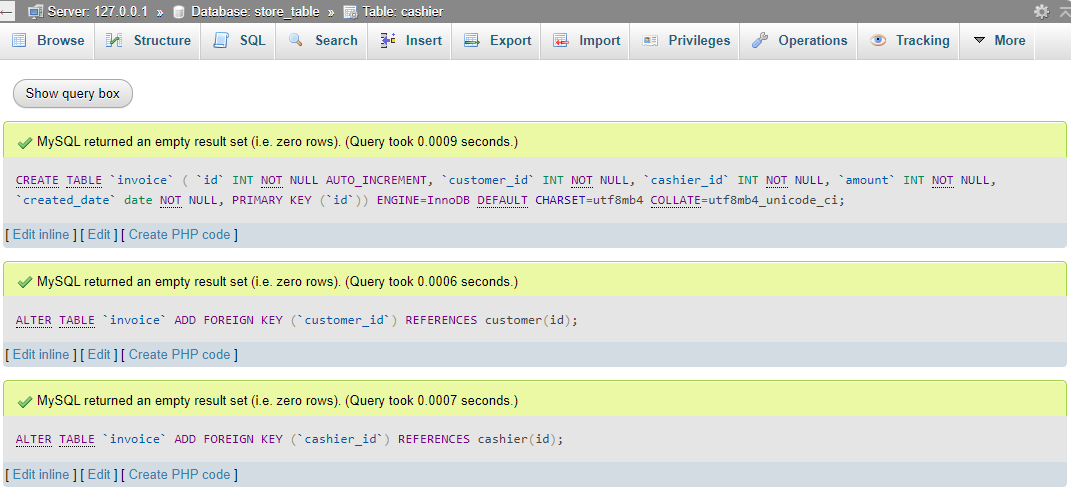 Server: 127.0.0.1 » Database: store_table » Table: cashier
Browse Structure SQL Search Insert Export Import Privileges Operations Tracking More
Show query box
MySQL returned an empty result set (i.e. zero rows). (Query took 0.0009 seconds.)
CREATE TABLE `invoice` ( `id` INT NOT NULL AUTO_INCREMENT, `customer_id` INT NOT NULL, `cashier_id` INT NOT NULL, `amount` INT NOT NULL,
`created_date` date NOT NULL, PRIMARY KEY (`id`)) ENGINE=InnoDB DEFAULT CHARSET=utf8mb4 COLLATE=utf8mb4_unicode_ci;
[ Edit inline ] [ Edit ] [ Create PHP code ]
MySQL returned an empty result set (i.e. zero rows). (Query took 0.0006 seconds.)
ALTER TABLE `invoice` ADD FOREIGN KEY (`customer_id`) REFERENCES customer(id);
[ Edit inline ] [ Edit ] [ Create PHP code ]
MySQL returned an empty result set (i.e. zero rows). (Query took 0.0007 seconds.)
ALTER TABLE `invoice` ADD FOREIGN KEY (`cashier_id`) REFERENCES cashier(id);
[ Edit inline ] [ Edit ] [ Create PHP code ]